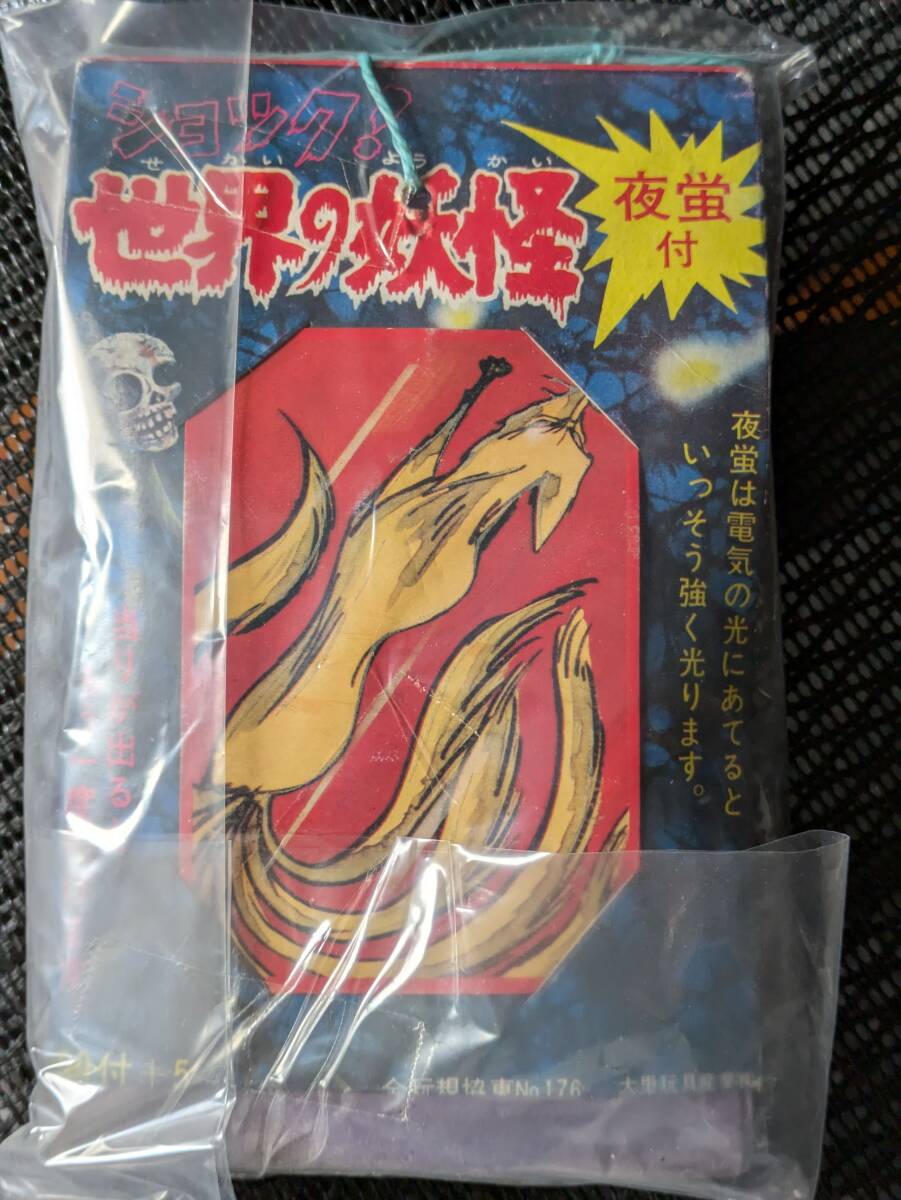 ショック！
せかい ようかい
世界の妖怪
夜蛍
付
夜蛍は電気の光にあてると
いっそう強く光ります。
当りが出る
付 + 5
No.176